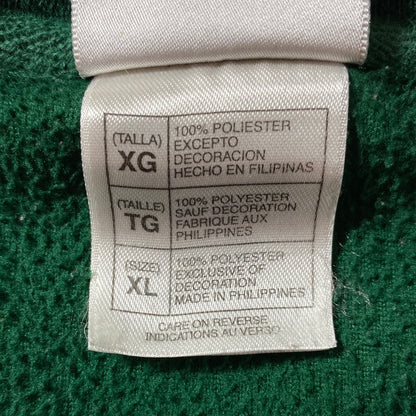 (TALLA)
XG
100% POLIESTER
EXCEPTO
DECORACION
HECHO EN FILIPINAS
(TAILLE)
TG
100% POLYESTER
SAUF DECORATION
FABRIQUE AUX
PHILIPPINES
(SIZE)
XL
100% POLYESTER
EXCLUSIVE OF
DECORATION
MADE IN PHILIPPINES
CARE ON REVERSE
INDICATIONS AU VERSO